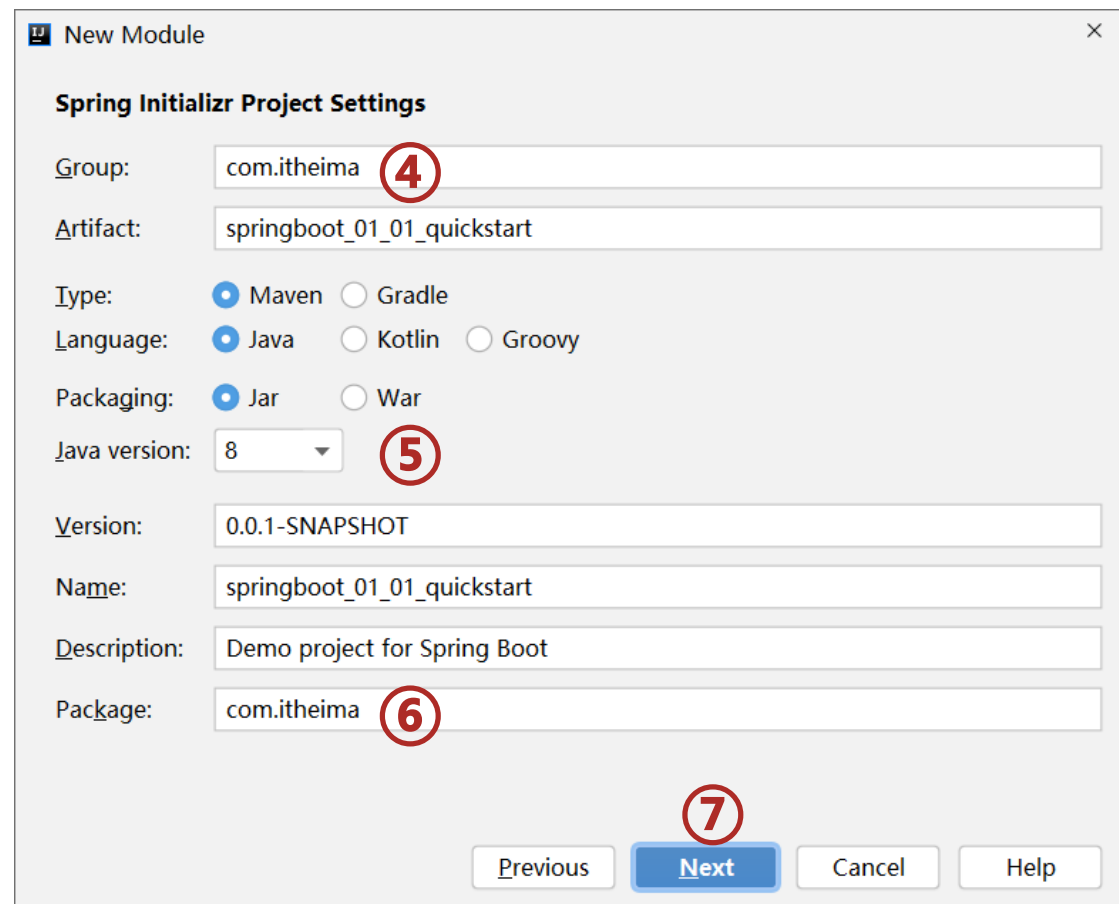 New Module
Spring Initializr Project Settings
Group: com.itheima ④
Artifact: springboot_01_01_quickstart
Type: Maven Gradle
Language: Java Kotlin Groovy
Packaging: Jar War
Java version: 8 ⑤
Version: 0.0.1-SNAPSHOT
Name: springboot_01_01_quickstart
Description: Demo project for Spring Boot
Package: com.itheima ⑥
⑦
Previous Next Cancel Help